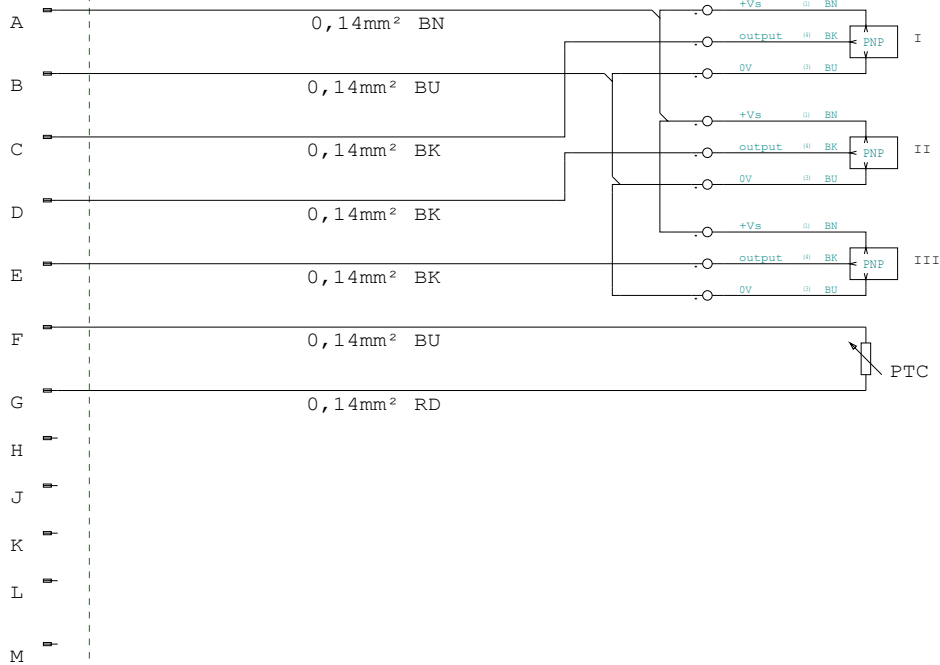 +Vs (1) BN
A 0,14mm² BN
output (4) BK PNP I
0V (3) BU
B 0,14mm² BU
+Vs (1) BN
C 0,14mm² BK output (4) BK PNP II
0V (3) BU
D 0,14mm² BK
+Vs (1) BN
output (4) BK PNP III
E 0,14mm² BK
0V (3) BU
F 0,14mm² BU
PTC
G 0,14mm² RD
H
J
K
L
M